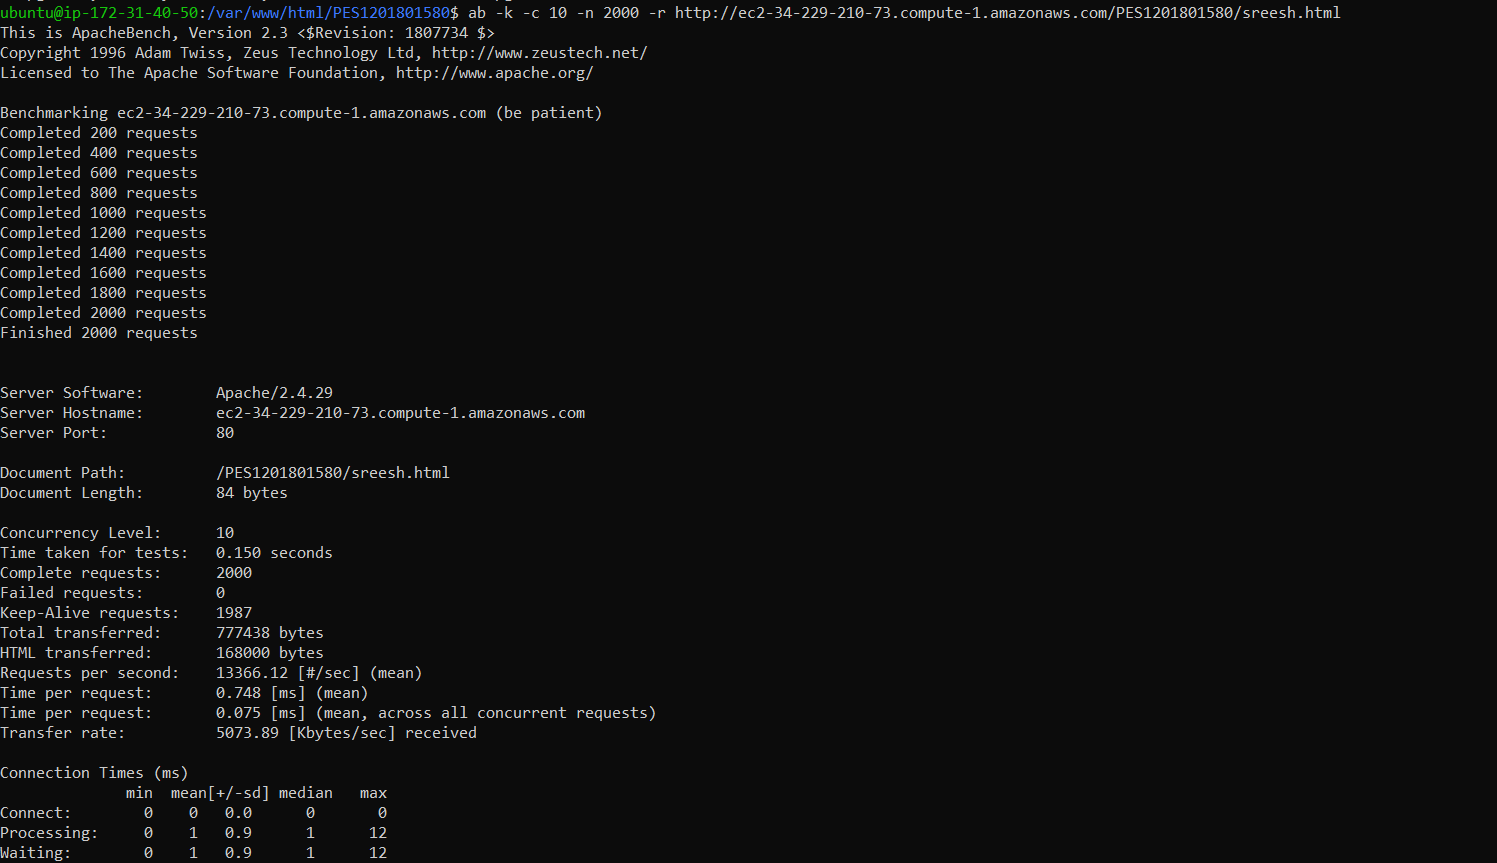 ubuntu@ip-172-31-40-50:/var/www/html/PES1201801580$ ab -k -c 10 -n 2000 -r http://ec2-34-229-210-73.compute-1.amazonaws.com/PES1201801580/sreesh.html
This is ApacheBench, Version 2.3 <$Revision: 1807734 $>
Copyright 1996 Adam Twiss, Zeus Technology Ltd, http://www.zeustech.net/
Licensed to The Apache Software Foundation, http://www.apache.org/

Benchmarking ec2-34-229-210-73.compute-1.amazonaws.com (be patient)
Completed 200 requests
Completed 400 requests
Completed 600 requests
Completed 800 requests
Completed 1000 requests
Completed 1200 requests
Completed 1400 requests
Completed 1600 requests
Completed 1800 requests
Completed 2000 requests
Finished 2000 requests


Server Software:        Apache/2.4.29
Server Hostname:        ec2-34-229-210-73.compute-1.amazonaws.com
Server Port:            80

Document Path:          /PES1201801580/sreesh.html
Document Length:        84 bytes

Concurrency Level:      10
Time taken for tests:   0.150 seconds
Complete requests:      2000
Failed requests:        0
Keep-Alive requests:    1987
Total transferred:      777438 bytes
HTML transferred:       168000 bytes
Requests per second:    13366.12 [#/sec] (mean)
Time per request:       0.748 [ms] (mean)
Time per request:       0.075 [ms] (mean, across all concurrent requests)
Transfer rate:          5073.89 [Kbytes/sec] received

Connection Times (ms)
              min  mean[+/-sd] median   max
Connect:        0    0   0.0      0       0
Processing:     0    1   0.9      1      12
Waiting:        0    1   0.9      1      12